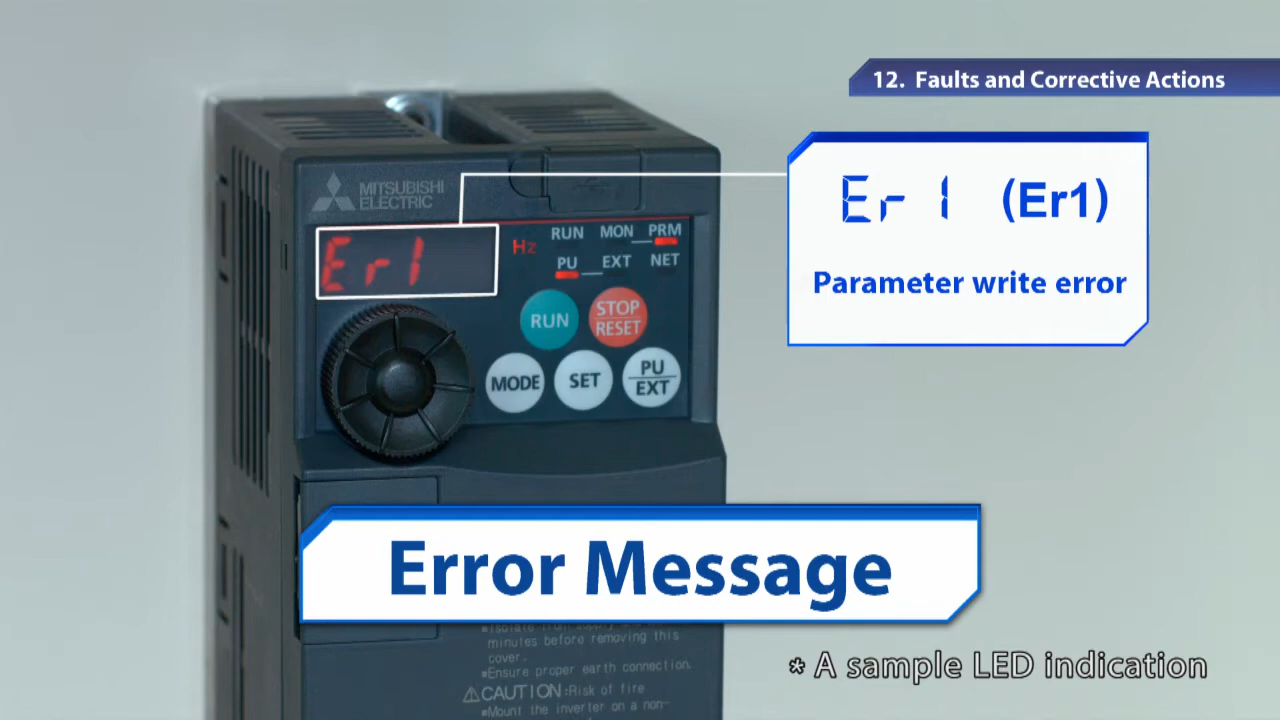 12. Faults and Corrective Actions
Er1 (Er1)
Parameter write error
MITSUBISHI
ELECTRIC
Er1
Hz
RUN MON PRM
PU EXT NET
RUN
STOP
RESET
MODE
SET
PU
EXT
Error Message
minutes before removing this
cover.
■Ensure proper earth connection.
⚠CAUTION:Risk of fire
■Mount the inverter on a non-
* A sample LED indication